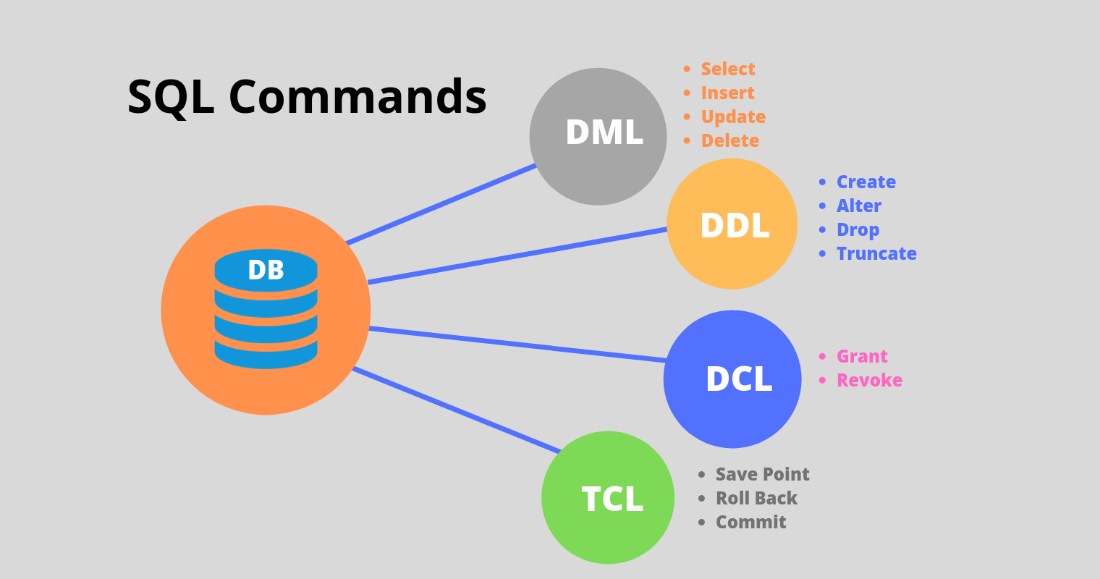 SQL Commands
DB
DML
Select
Insert
Update
Delete
DDL
Create
Alter
Drop
Truncate
DCL
Grant
Revoke
TCL
Save Point
Roll Back
Commit